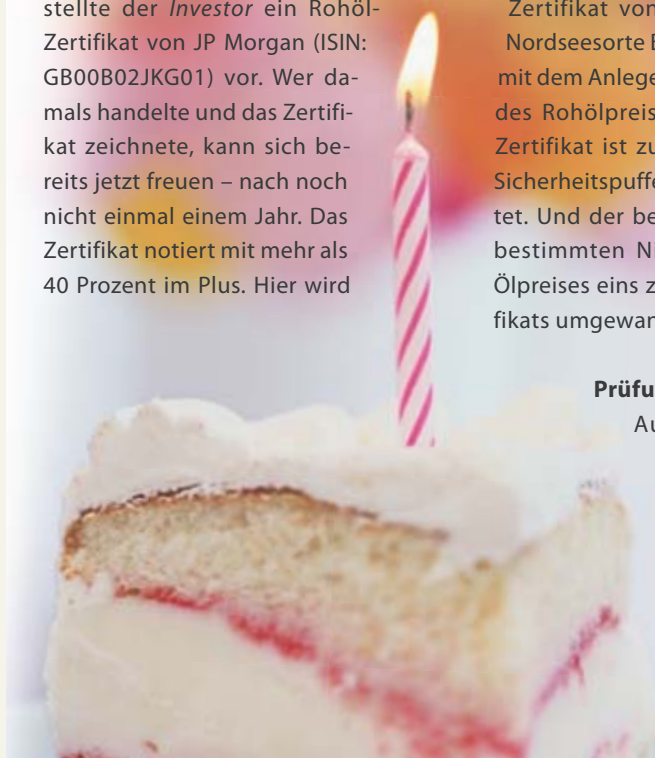 stellte der Investor ein Rohöl-
Zertifikat von JP Morgan (ISIN:
GB00B02JKG01) vor. Wer da-
mals handelte und das Zertifi-
kat zeichnete, kann sich be-
reits jetzt freuen – nach noch
nicht einmal einem Jahr. Das
Zertifikat notiert mit mehr als
40 Prozent im Plus. Hier wird
Zertifikat von
Nordseesorte
mit dem Anlege
des Rohölpreis
Zertifikat ist zu
Sicherheitspuffe
tet. Und der be
bestimmten Ni
Ölpreises eins z
fikats umgewan
Prüfu
Au